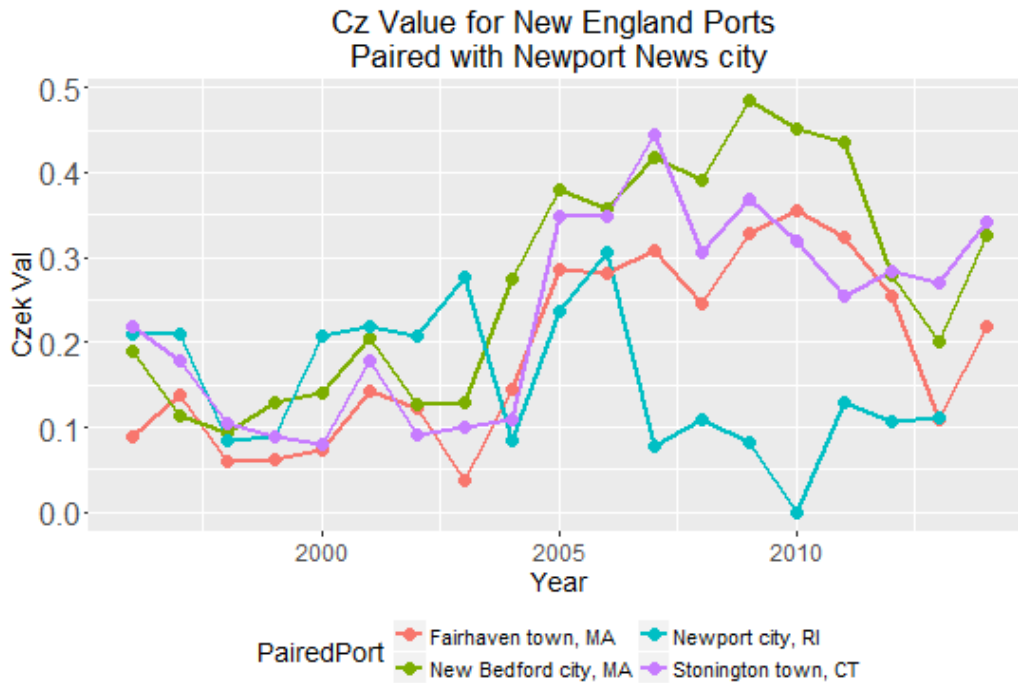 Cz Value for New England Ports
Paired with Newport News city
0.5
0.4
0.3
0.2
0.1
0.0
Czek Val
2000 2005 2010
Year
PairedPort
Fairhaven town, MA Newport city, RI
New Bedford city, MA Stonington town, CT